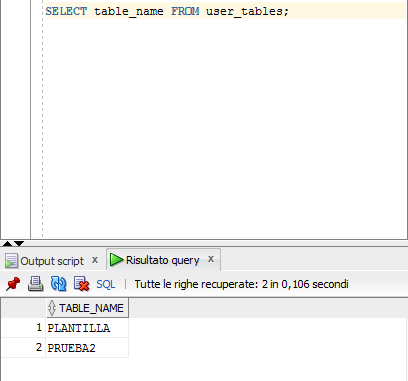 SELECT table_name FROM user_tables;
Output script x Risultato query x
SQL | Tutte le righe recuperate: 2 in 0,106 secondi
TABLE_NAME
1 PLANTILLA
2 PRUEBA2